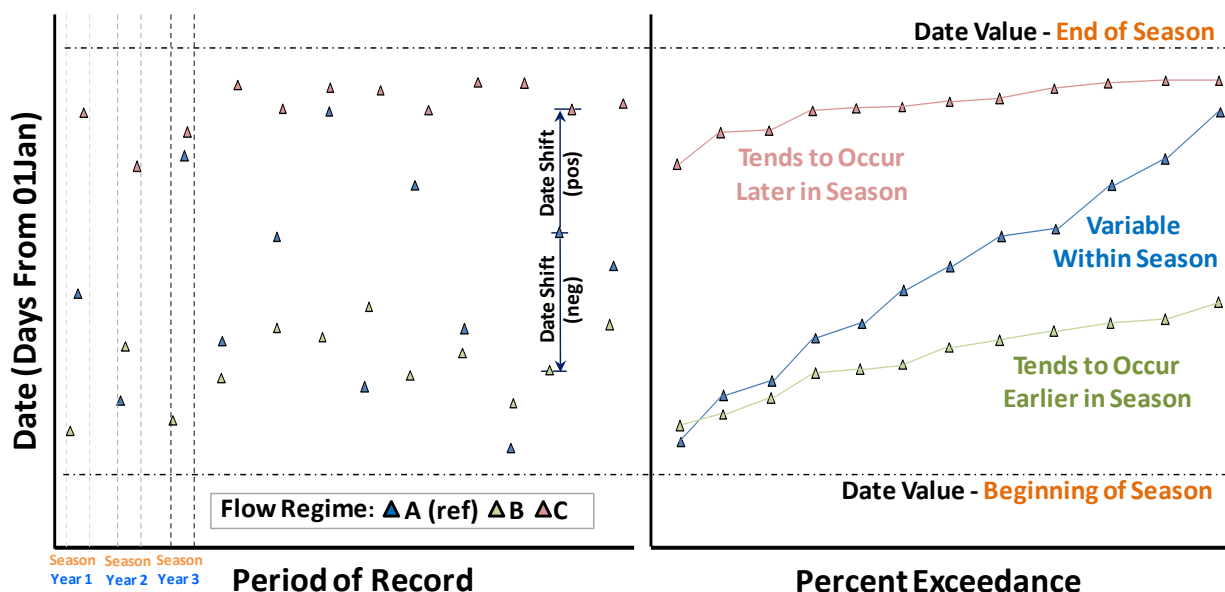 Date Value - End of Season
Date (Days From 01Jan)
Date Shift
(pos)
Date Shift
(neg)
Tends to Occur
Later in Season
Variable
Within Season
Tends to Occur
Earlier in Season
Date Value - Beginning of Season
Flow Regime: A (ref) B C
Season
Year 1
Season
Year 2
Season
Year 3
Period of Record
Percent Exceedance